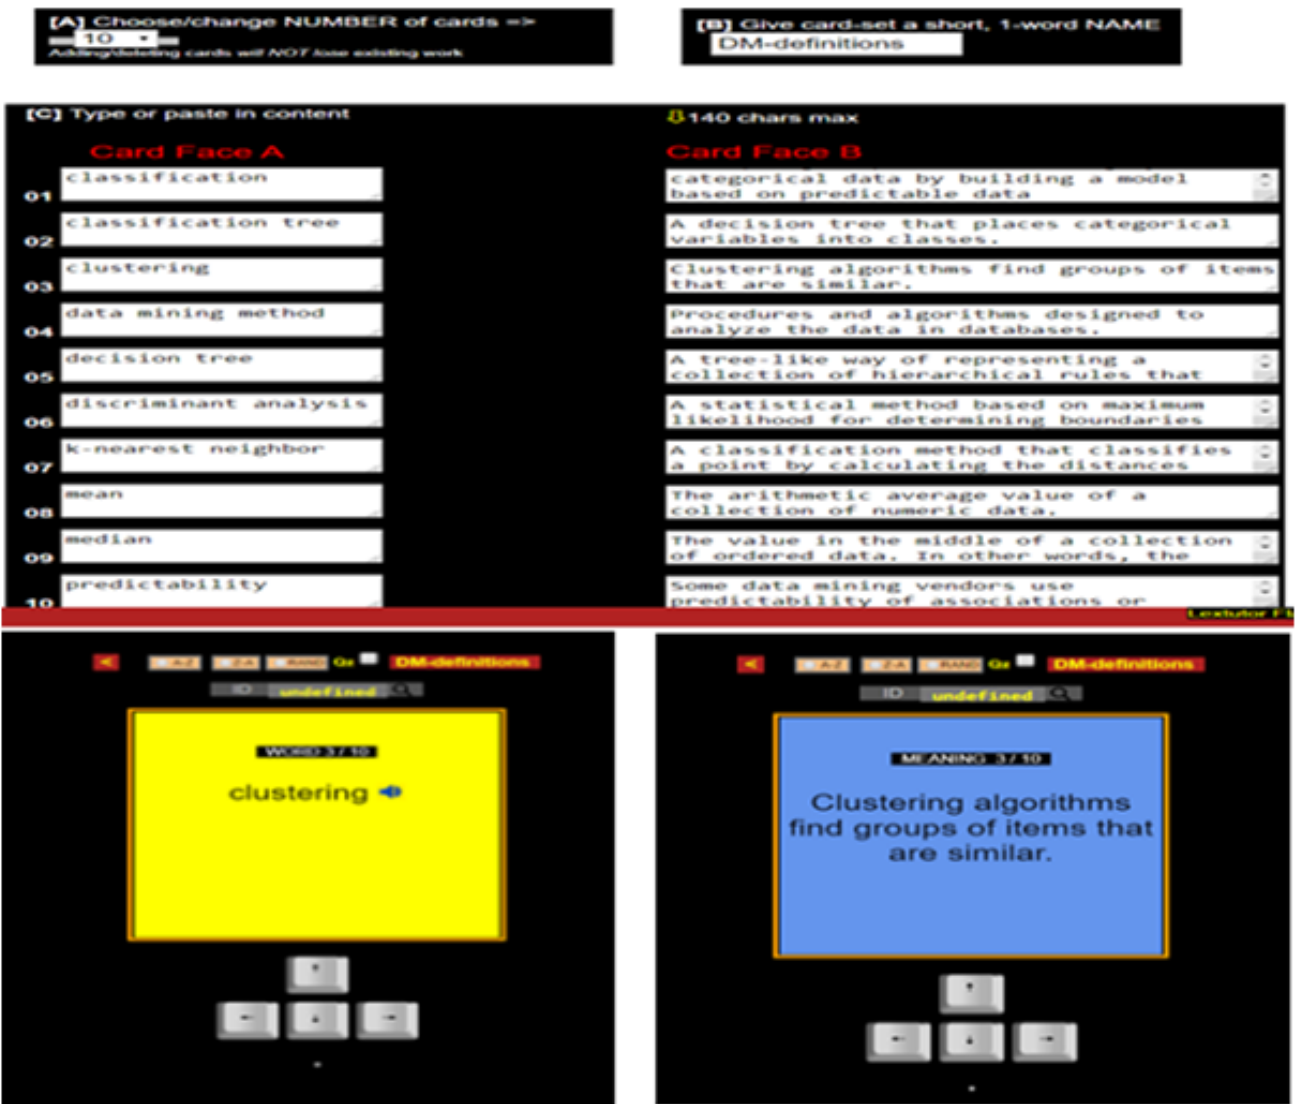 [A] Choose/change NUMBER of cards =>
10
Adding/deleting cards will NOT lose existing work
[B] Give card-set a short, 1-word NAME
DM-definitions
[C] Type or paste in content
⇩140 chars max
Card Face A
Card Face B
01 classification
categorical data by building a model
based on predictable data
02 classification tree
A decision tree that places categorical
variables into classes.
03 clustering
Clustering algorithms find groups of items
that are similar.
04 data mining method
Procedures and algorithms designed to
analyze the data in databases.
05 decision tree
A tree-like way of representing a
collection of hierarchical rules that
06 discriminant analysis
A statistical method based on maximum
likelihood for determining boundaries
07 k-nearest neighbor
A classification method that classifies
a point by calculating the distances
08 mean
The arithmetic average value of a
collection of numeric data.
09 median
The value in the middle of a collection
of ordered data. In other words, the
10 predictability
Some data mining vendors use
predictability of associations or
Lextutor Fl
< A-Z Z-A RAND Qz DM-definitions
ID undefined
WORD 3 / 10
clustering
< A-Z Z-A RAND Qz DM-definitions
ID undefined
MEANING 3 / 10
Clustering algorithms
find groups of items that
are similar.